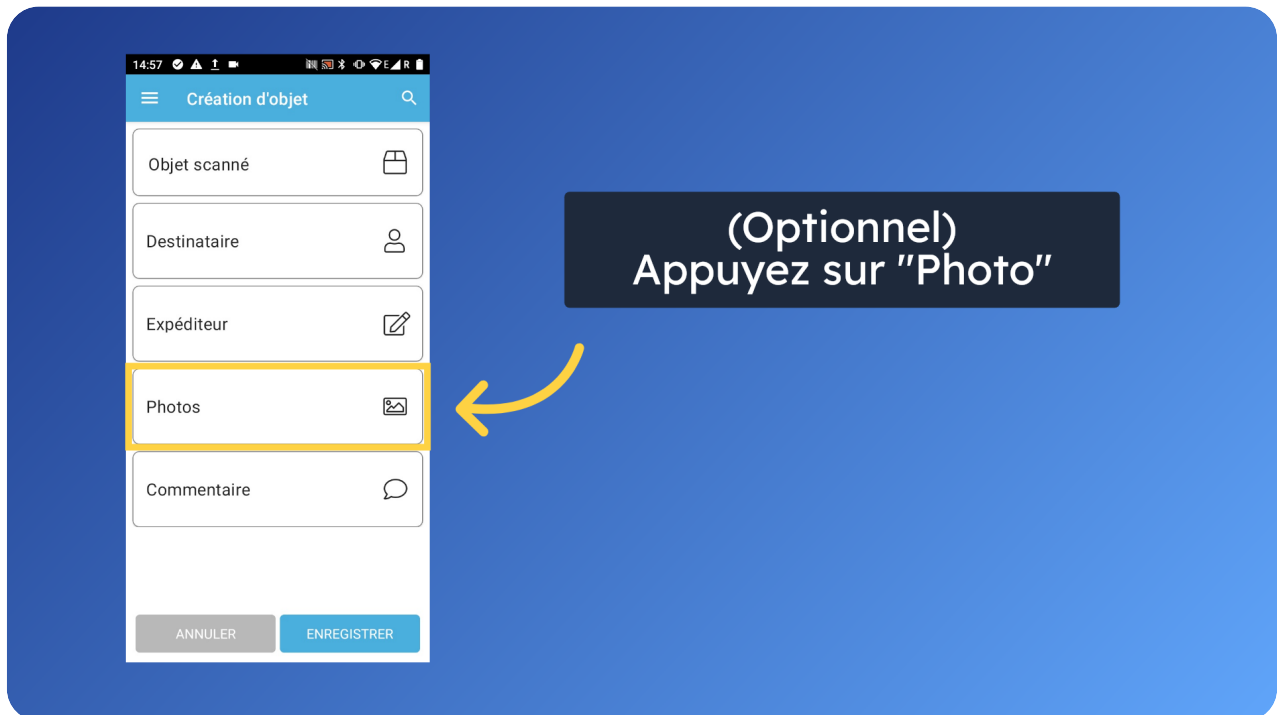 14:57 E R
Création d'objet
Objet scanné
Destinataire
Expéditeur
Photos
Commentaire
ANNULER ENREGISTRER
(Optionnel)
Appuyez sur "Photo"